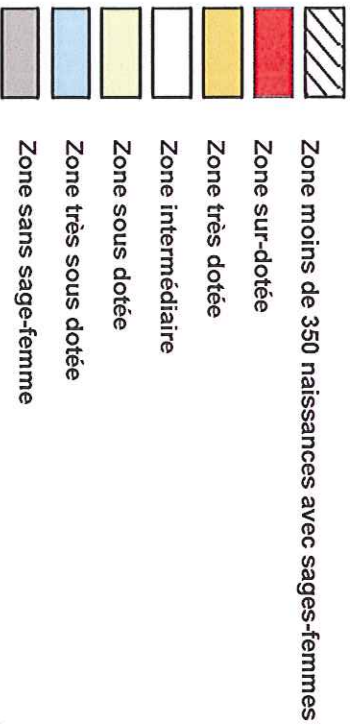 Zone moins de 350 naissances avec sages-femmes
Zone sur-dotée
Zone très dotée
Zone intermédiaire
Zone sous dotée
Zone très sous dotée
Zone sans sage-femme